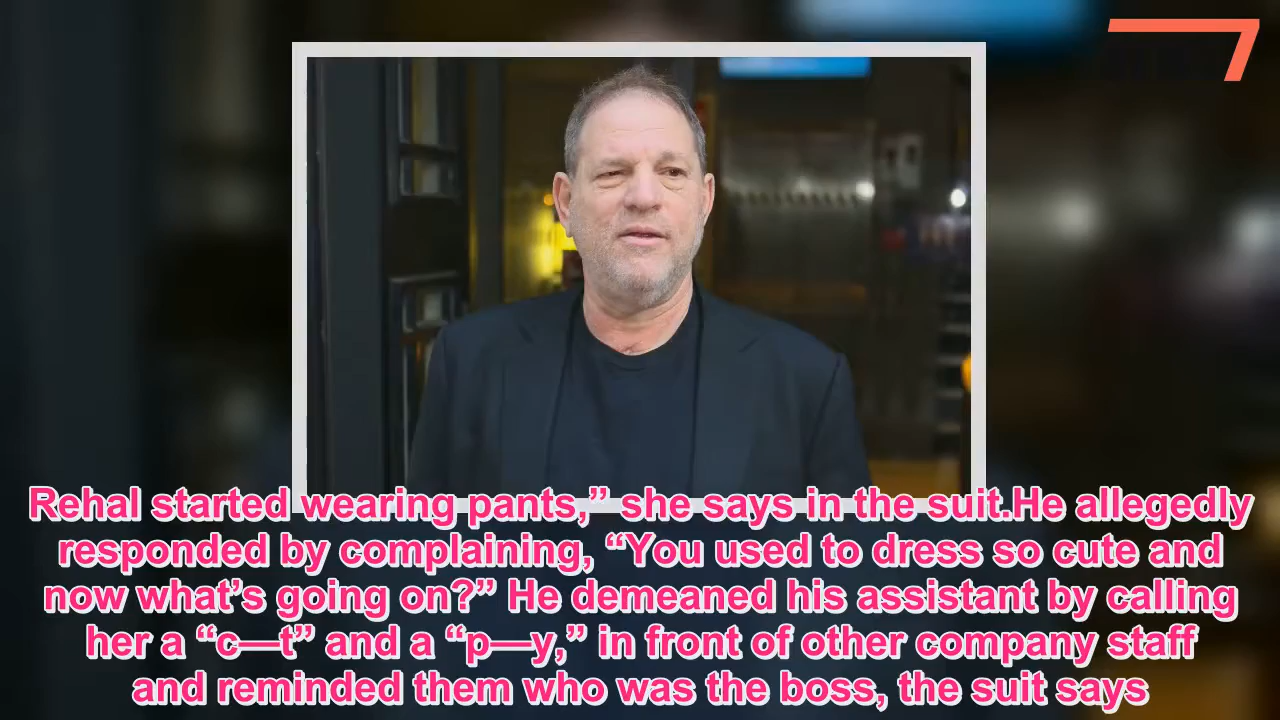 Rehal started wearing pants,” she says in the suit.He allegedly
responded by complaining, “You used to dress so cute and
now what’s going on?” He demeaned his assistant by calling
her a “c—t” and a “p—y,” in front of other company staff
and reminded them who was the boss, the suit says